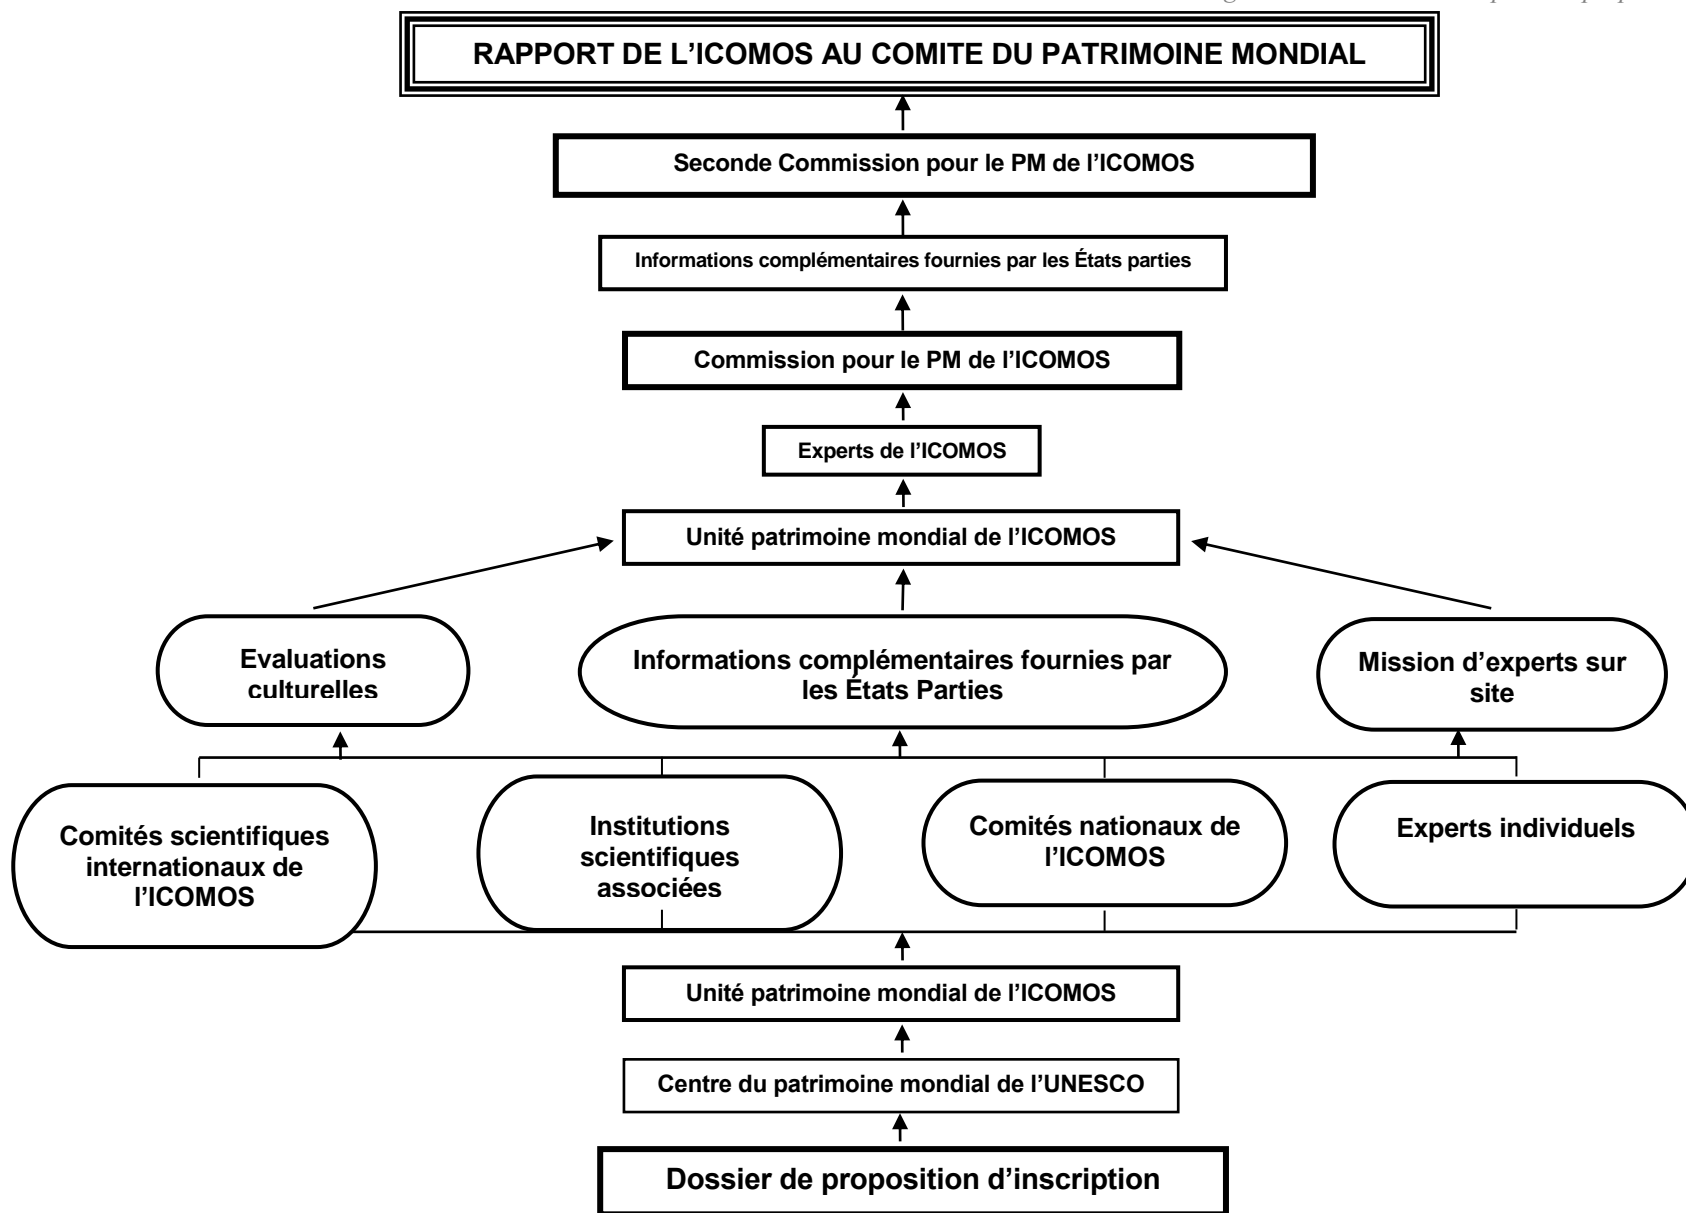 RAPPORT DE L’ICOMOS AU COMITE DU PATRIMOINE MONDIAL
Seconde Commission pour le PM de l’ICOMOS
Informations complémentaires fournies par les États parties
Commission pour le PM de l’ICOMOS
Experts de l’ICOMOS
Unité patrimoine mondial de l’ICOMOS
Evaluations
culturelles
Informations complémentaires fournies par
les États Parties
Mission d’experts sur
site
Comités scientifiques
internationaux de
l’ICOMOS
Institutions
scientifiques
associées
Comités nationaux de
l’ICOMOS
Experts individuels
Unité patrimoine mondial de l’ICOMOS
Centre du patrimoine mondial de l’UNESCO
Dossier de proposition d’inscription